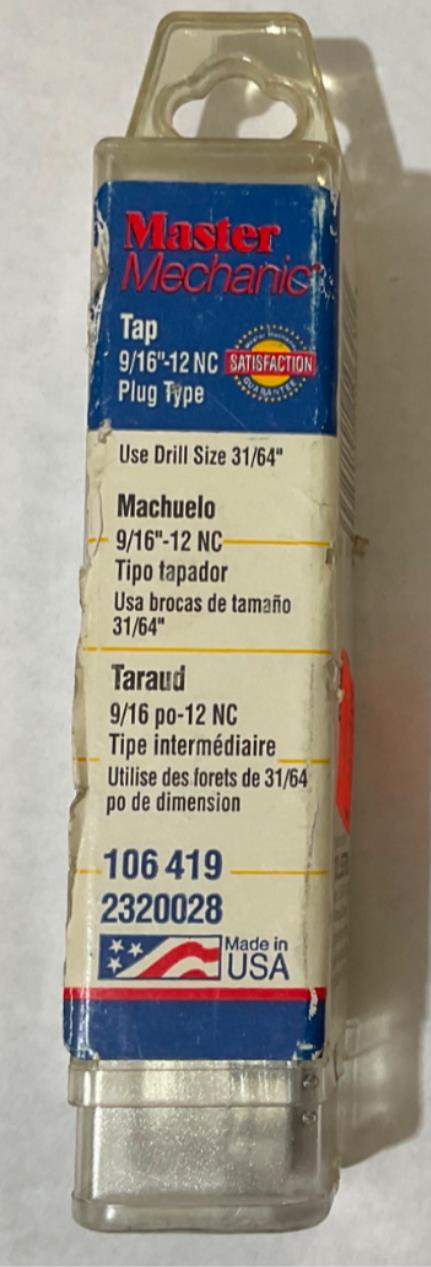 Master
Mechanic
Tap
9/16"-12 NC
Plug Type
SATISFACTION
GUARANTEE
Use Drill Size 31/64"
Machuelo
9/16"-12 NC
Tipo tapador
Usa brocas de tamaño
31/64"
Taraud
9/16 po-12 NC
Tipe intermédiaire
Utilise des forets de 31/64
po de dimension
106 419
2320028
Made in
USA